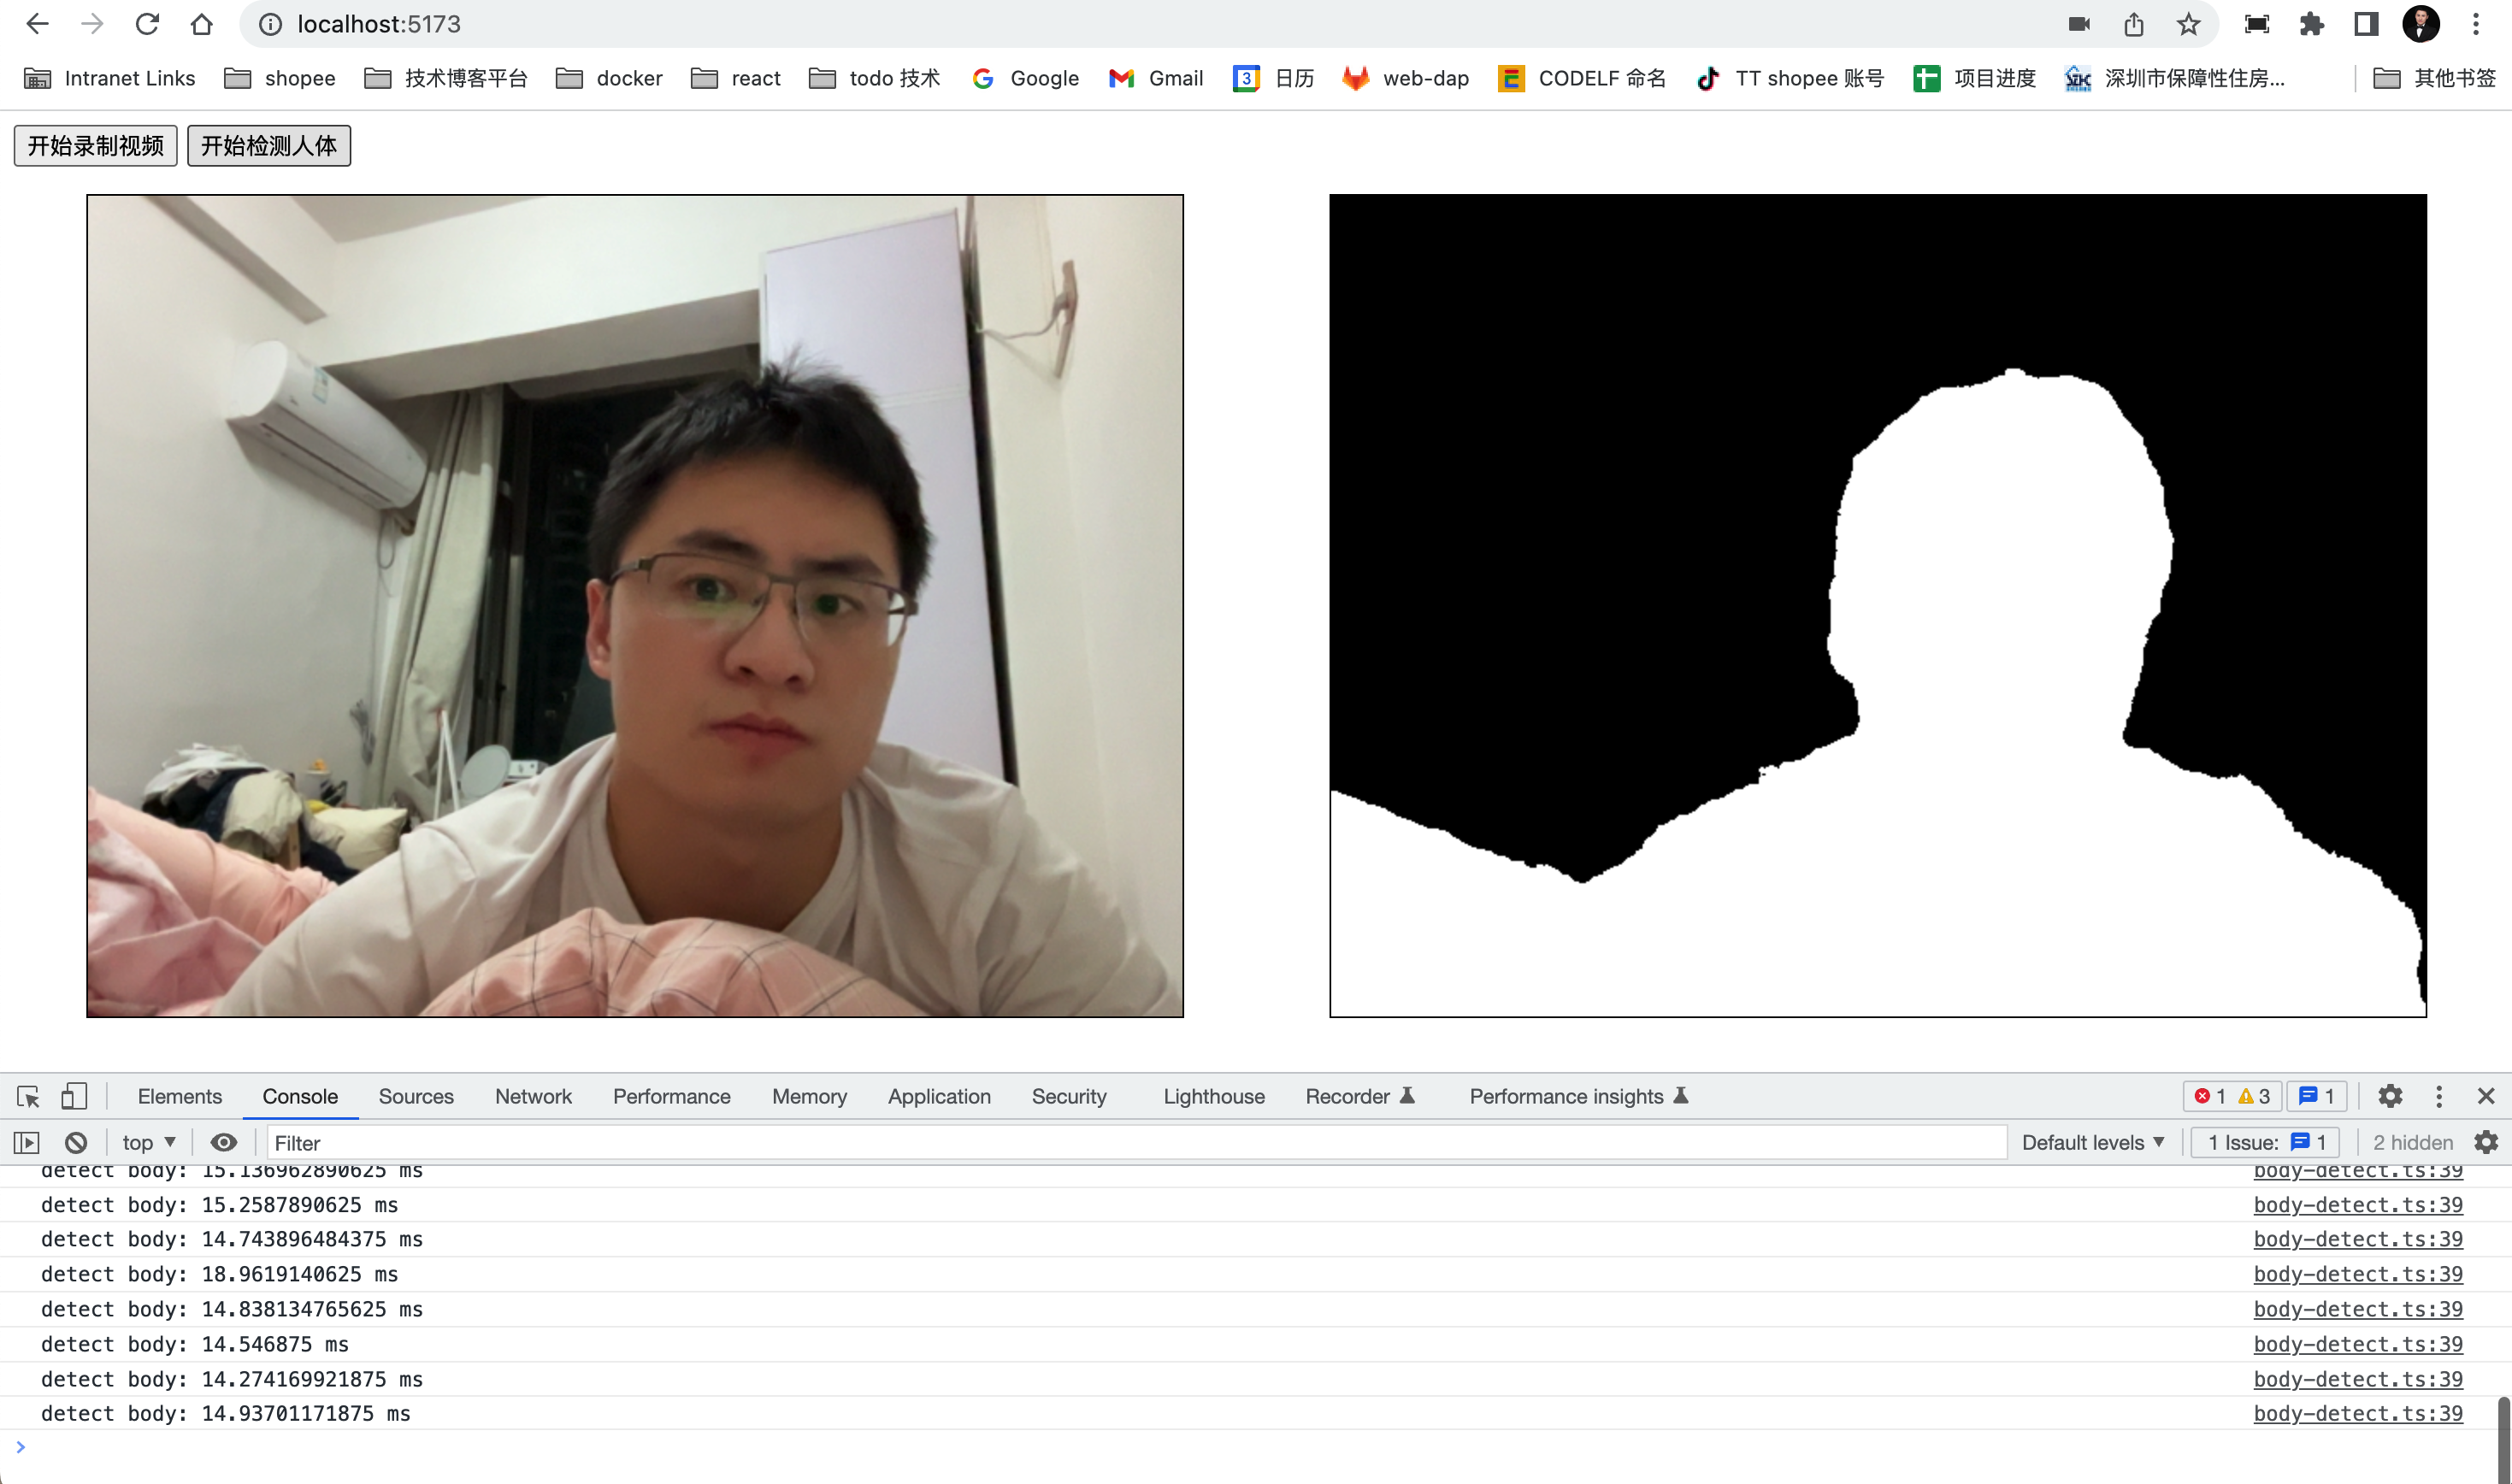 localhost:5173
Intranet Links shopee 技术博客平台 docker react todo 技术 Google Gmail 3 日历 web-dap CODELF 命名 TT shopee 账号 项目进度 深圳市保障性住房... 其他书签
开始录制视频 开始检测人体
Elements Console Sources Network Performance Memory Application Security Lighthouse Recorder Performance insights 1 3 1
top Filter Default levels 1 Issue: 1 2 hidden
detect body: 15.136962890625 ms body-detect.ts:39
detect body: 15.2587890625 ms body-detect.ts:39
detect body: 14.743896484375 ms body-detect.ts:39
detect body: 18.9619140625 ms body-detect.ts:39
detect body: 14.838134765625 ms body-detect.ts:39
detect body: 14.546875 ms body-detect.ts:39
detect body: 14.274169921875 ms body-detect.ts:39
detect body: 14.93701171875 ms body-detect.ts:39